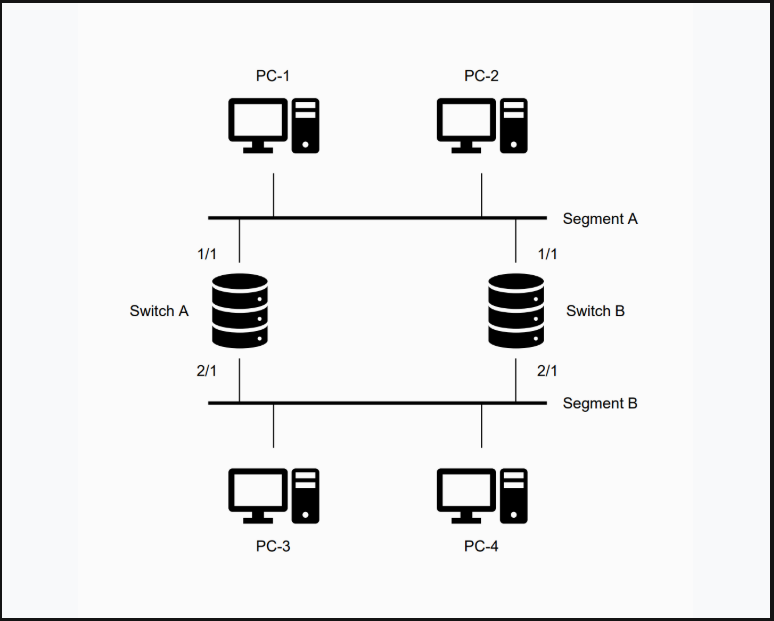 PC-1
PC-2
Segment A
1/1
1/1
Switch A
Switch B
2/1
2/1
Segment B
PC-3
PC-4